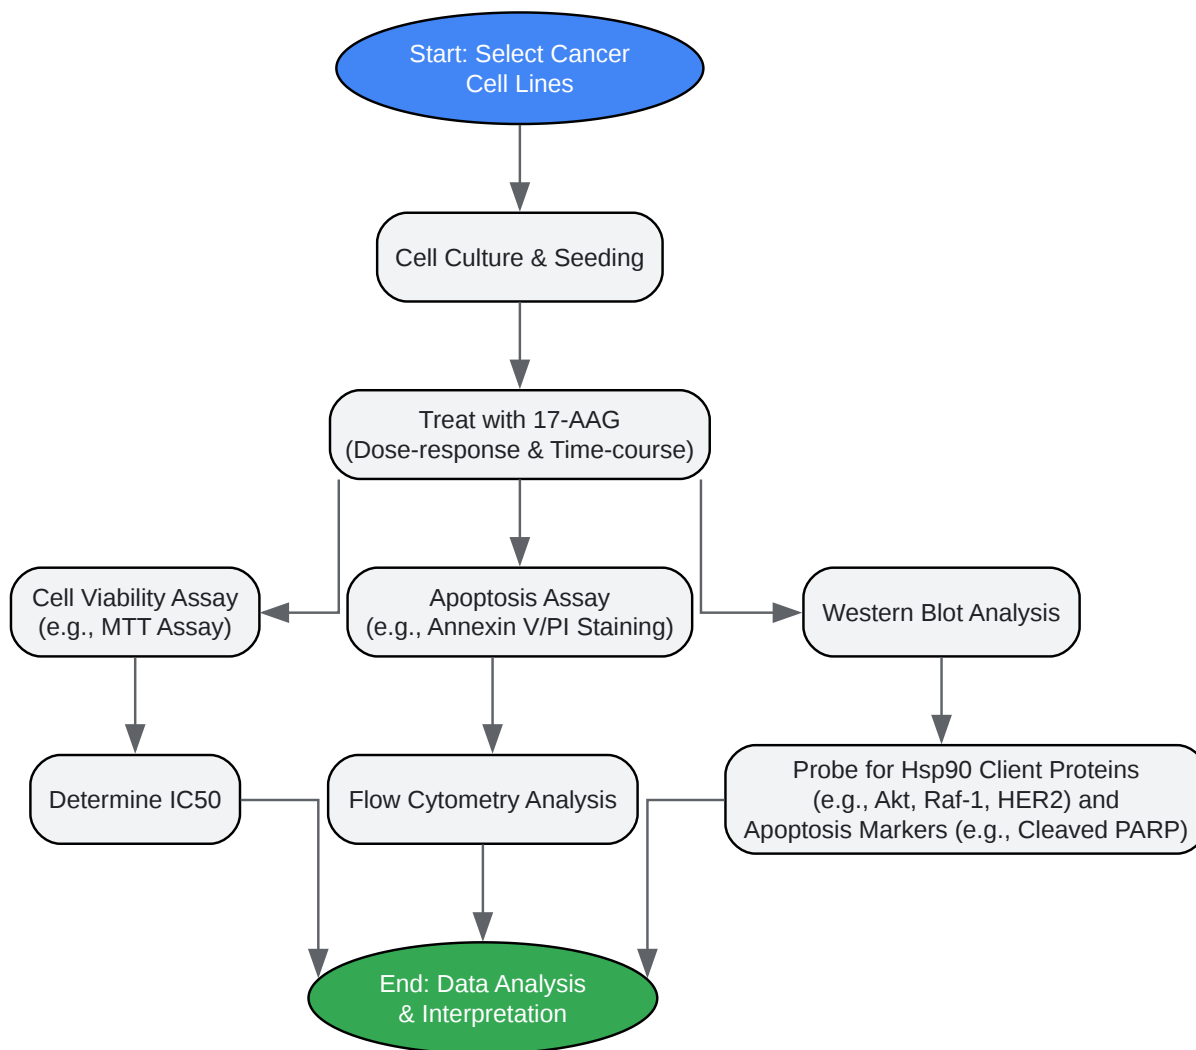 Start: Select Cancer
Cell Lines
Cell Culture & Seeding
Treat with 17-AAG
(Dose-response & Time-course)
Cell Viability Assay
(e.g., MTT Assay)
Apoptosis Assay
(e.g., Annexin V/PI Staining)
Western Blot Analysis
Determine IC50
Flow Cytometry Analysis
Probe for Hsp90 Client Proteins
(e.g., Akt, Raf-1, HER2) and
Apoptosis Markers (e.g., Cleaved PARP)
End: Data Analysis
& Interpretation